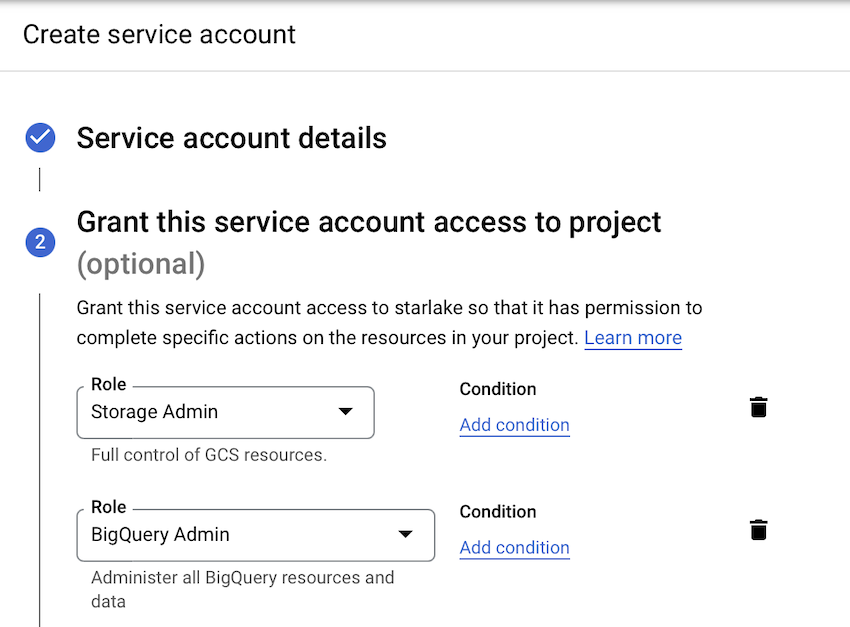 Create service account
Service account details
2
Grant this service account access to project
(optional)
Grant this service account access to starlake so that it has permission to
complete specific actions on the resources in your project. Learn more
Role
Storage Admin
Condition
Add condition
Full control of GCS resources.
Role
BigQuery Admin
Condition
Add condition
Administer all BigQuery resources and
data